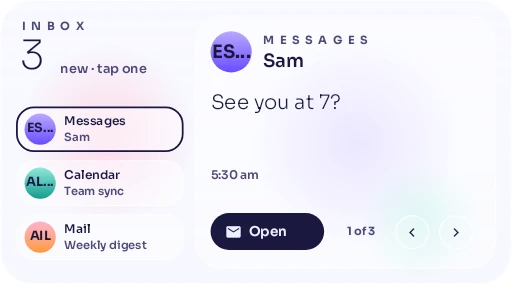 INBOX
3 new · tap one
ES... Messages
Sam
AL... Calendar
Team sync
AIL Mail
Weekly digest
ES... MESSAGES
Sam
See you at 7?
5:30 am
Open 1 of 3